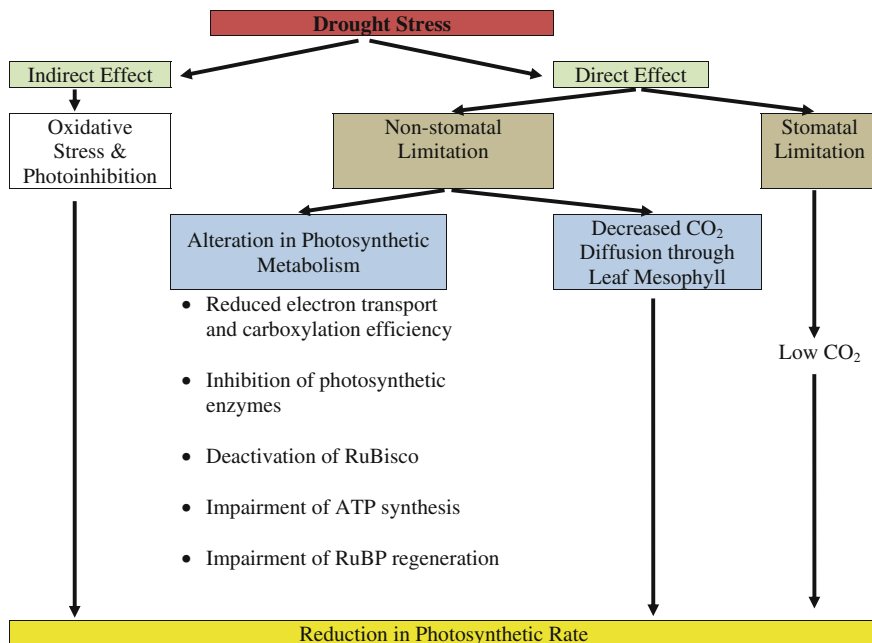 Drought Stress
Indirect Effect
Direct Effect
Oxidative
Stress &
Photoinhibition
Non-stomatal
Limitation
Stomatal
Limitation
Alteration in Photosynthetic
Metabolism
Decreased CO₂
Diffusion through
Leaf Mesophyll
• Reduced electron transport
and carboxylation efficiency
• Inhibition of photosynthetic
enzymes
• Deactivation of RuBisco
• Impairment of ATP synthesis
• Impairment of RuBP regeneration
Low CO₂
Reduction in Photosynthetic Rate